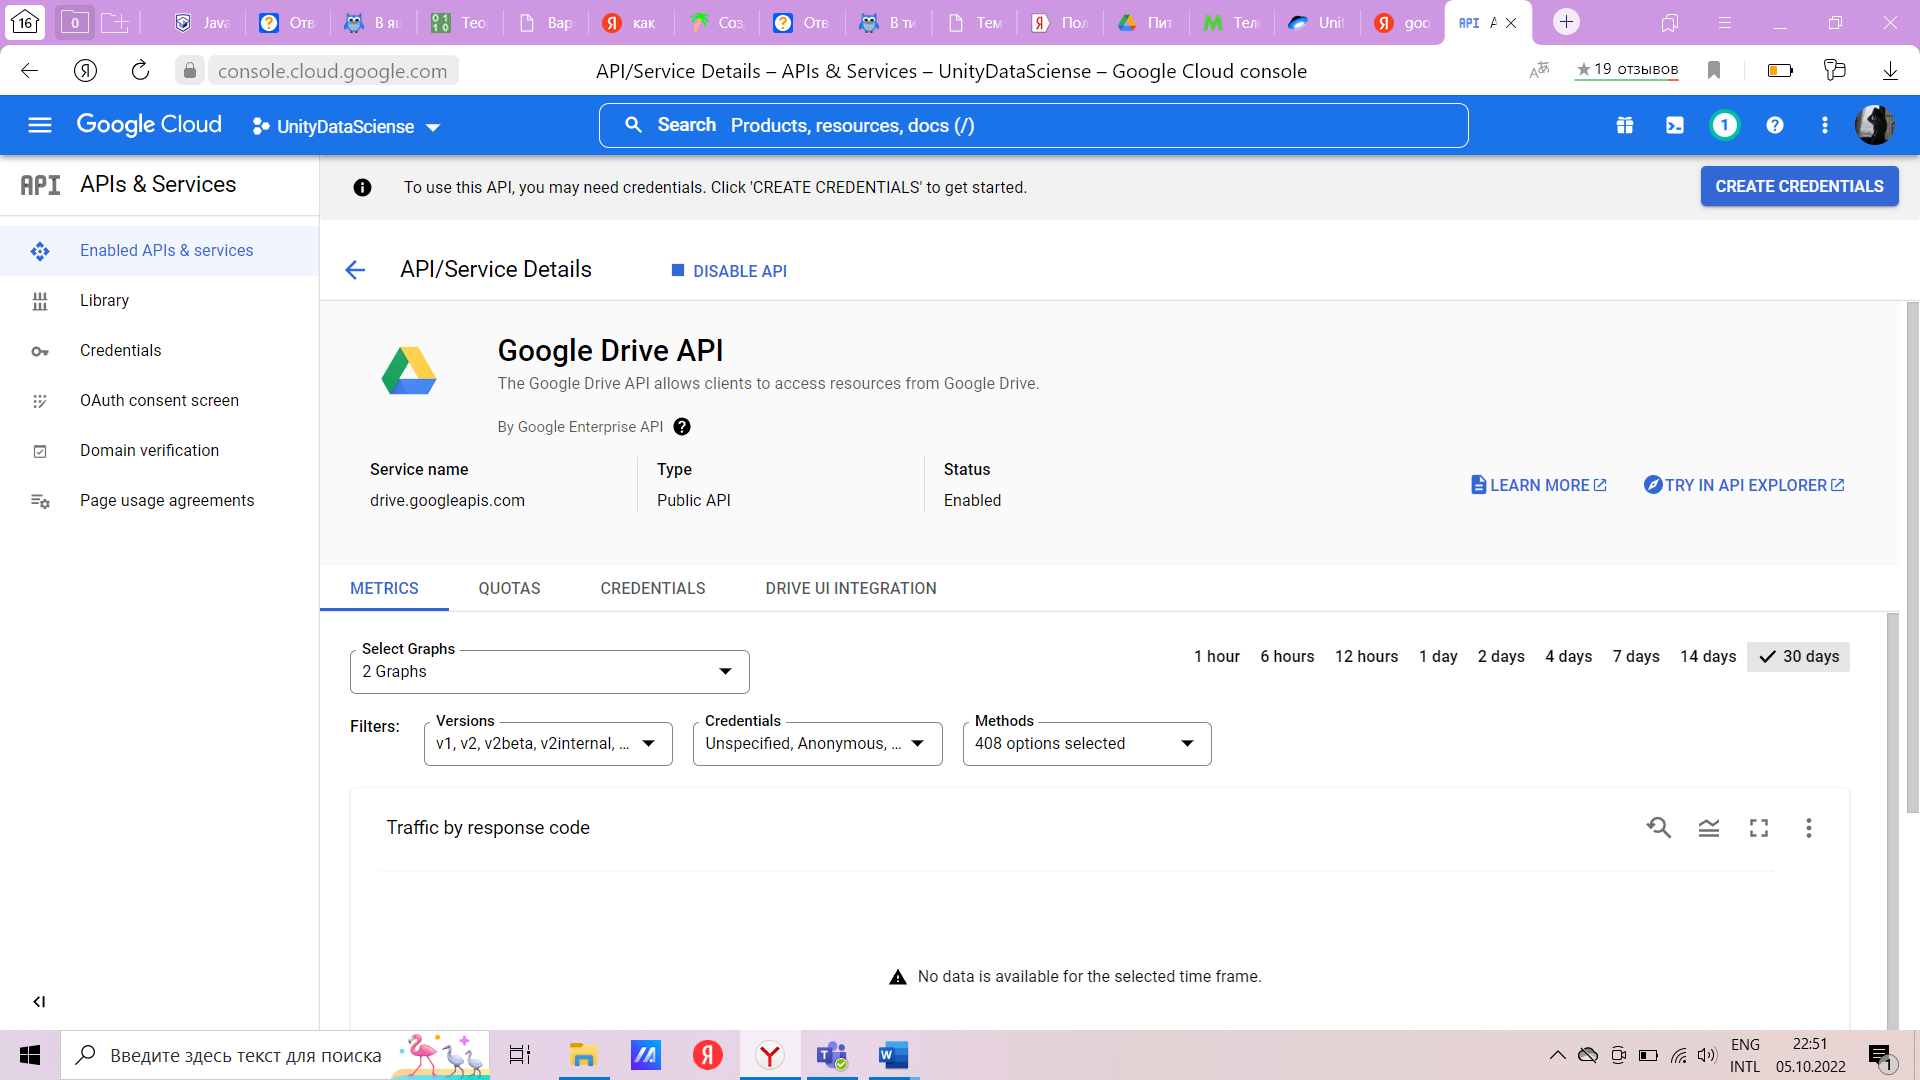 16
0
Java
Отв
В яш
Тео
Вар
как
Соз
Отв
В ти
Тем
Пол
Пит
Тел
Unit
goo
API
console.cloud.google.com
API/Service Details – APIs & Services – UnityDataSciense – Google Cloud console
★ 19 отзывов
Google Cloud
UnityDataSciense
Search Products, resources, docs (/)
1
API APIs & Services
To use this API, you may need credentials. Click 'CREATE CREDENTIALS' to get started.
CREATE CREDENTIALS
Enabled APIs & services
Library
Credentials
OAuth consent screen
Domain verification
Page usage agreements
API/Service Details
DISABLE API
Google Drive API
The Google Drive API allows clients to access resources from Google Drive.
By Google Enterprise API
Service name
drive.googleapis.com
Type
Public API
Status
Enabled
LEARN MORE
TRY IN API EXPLORER
METRICS
QUOTAS
CREDENTIALS
DRIVE UI INTEGRATION
Select Graphs
2 Graphs
1 hour
6 hours
12 hours
1 day
2 days
4 days
7 days
14 days
30 days
Filters:
Versions
v1, v2, v2beta, v2internal, ...
Credentials
Unspecified, Anonymous, ...
Methods
408 options selected
Traffic by response code
No data is available for the selected time frame.
Введите здесь текст для поиска
ENG
INTL
22:51
05.10.2022
1